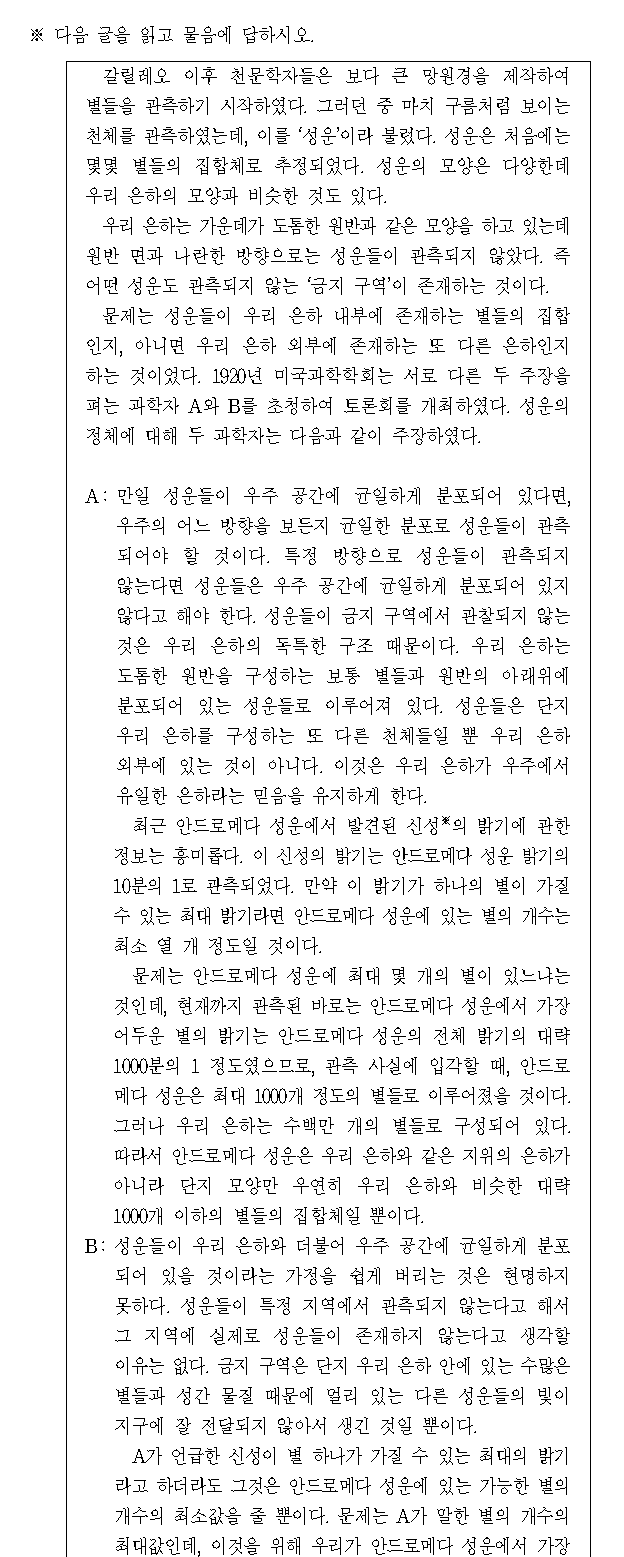 ※ 다음 글을 읽고 물음에 답하시오.
갈릴레오 이후 천문학자들은 보다 큰 망원경을 제작하여
별들을 관측하기 시작하였다. 그러던 중 마치 구름처럼 보이는
천체를 관측하였는데, 이를 ‘성운’이라 불렀다. 성운은 처음에는
몇몇 별들의 집합체로 추정되었다. 성운의 모양은 다양한데
우리 은하의 모양과 비슷한 것도 있다.
우리 은하는 가운데가 도톰한 원반과 같은 모양을 하고 있는데
원반 면과 나란한 방향으로는 성운들이 관측되지 않았다. 즉
어떤 성운도 관측되지 않는 ‘금지 구역’이 존재하는 것이다.
문제는 성운들이 우리 은하 내부에 존재하는 별들의 집합
인지, 아니면 우리 은하 외부에 존재하는 또 다른 은하인지
하는 것이었다. 1920년 미국과학학회는 서로 다른 두 주장을
펴는 과학자 A와 B를 초청하여 토론회를 개최하였다. 성운의
정체에 대해 두 과학자는 다음과 같이 주장하였다.
A: 만일 성운들이 우주 공간에 균일하게 분포되어 있다면,
우주의 어느 방향을 보든지 균일한 분포로 성운들이 관측
되어야 할 것이다. 특정 방향으로 성운들이 관측되지
않는다면 성운들은 우주 공간에 균일하게 분포되어 있지
않다고 해야 한다. 성운들이 금지 구역에서 관찰되지 않는
것은 우리 은하의 독특한 구조 때문이다. 우리 은하는
도톰한 원반을 구성하는 보통 별들과 원반의 아래위에
분포되어 있는 성운들로 이루어져 있다. 성운들은 단지
우리 은하를 구성하는 또 다른 천체들일 뿐 우리 은하
외부에 있는 것이 아니다. 이것은 우리 은하가 우주에서
유일한 은하라는 믿음을 유지하게 한다.
최근 안드로메다 성운에서 발견된 신성※의 밝기에 관한
정보는 흥미롭다. 이 신성의 밝기는 안드로메다 성운 밝기의
10분의 1로 관측되었다. 만약 이 밝기가 하나의 별이 가질
수 있는 최대 밝기라면 안드로메다 성운에 있는 별의 개수는
최소 열 개 정도일 것이다.
문제는 안드로메다 성운에 최대 몇 개의 별이 있느냐는
것인데, 현재까지 관측된 바로는 안드로메다 성운에서 가장
어두운 별의 밝기는 안드로메다 성운의 전체 밝기의 대략
1000분의 1 정도였으므로, 관측 사실에 입각할 때, 안드로
메다 성운은 최대 1000개 정도의 별들로 이루어졌을 것이다.
그러나 우리 은하는 수백만 개의 별들로 구성되어 있다.
따라서 안드로메다 성운은 우리 은하와 같은 지위의 은하가
아니라 단지 모양만 우연히 우리 은하와 비슷한 대략
1000개 이하의 별들의 집합체일 뿐이다.
B: 성운들이 우리 은하와 더불어 우주 공간에 균일하게 분포
되어 있을 것이라는 가정을 쉽게 버리는 것은 현명하지
못하다. 성운들이 특정 지역에서 관측되지 않는다고 해서
그 지역에 실제로 성운들이 존재하지 않는다고 생각할
이유는 없다. 금지 구역은 단지 우리 은하 안에 있는 수많은
별들과 성간 물질 때문에 멀리 있는 다른 성운들의 빛이
지구에 잘 전달되지 않아서 생긴 것일 뿐이다.
A가 언급한 신성이 별 하나가 가질 수 있는 최대의 밝기
라고 하더라도 그것은 안드로메다 성운에 있는 가능한 별의
개수의 최소값을 줄 뿐이다. 문제는 A가 말한 별의 개수의
최대값인데, 이것을 위해 우리가 안드로메다 성운에서 가장